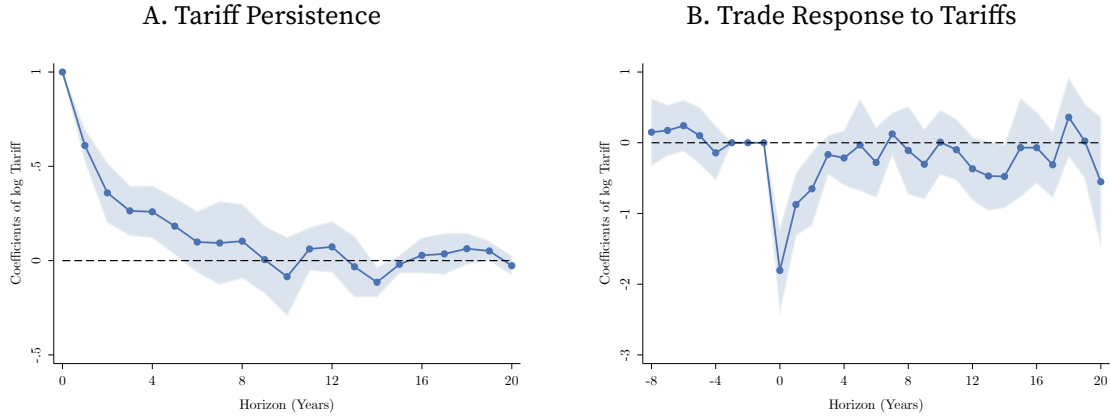 A. Tariff Persistence
Coefficients of log Tariff
1
.5
0
-.5
0 4 8 12 16 20
Horizon (Years)
B. Trade Response to Tariffs
Coefficients of log Tariff
1
0
-1
-2
-3
-8 -4 0 4 8 12 16 20
Horizon (Years)